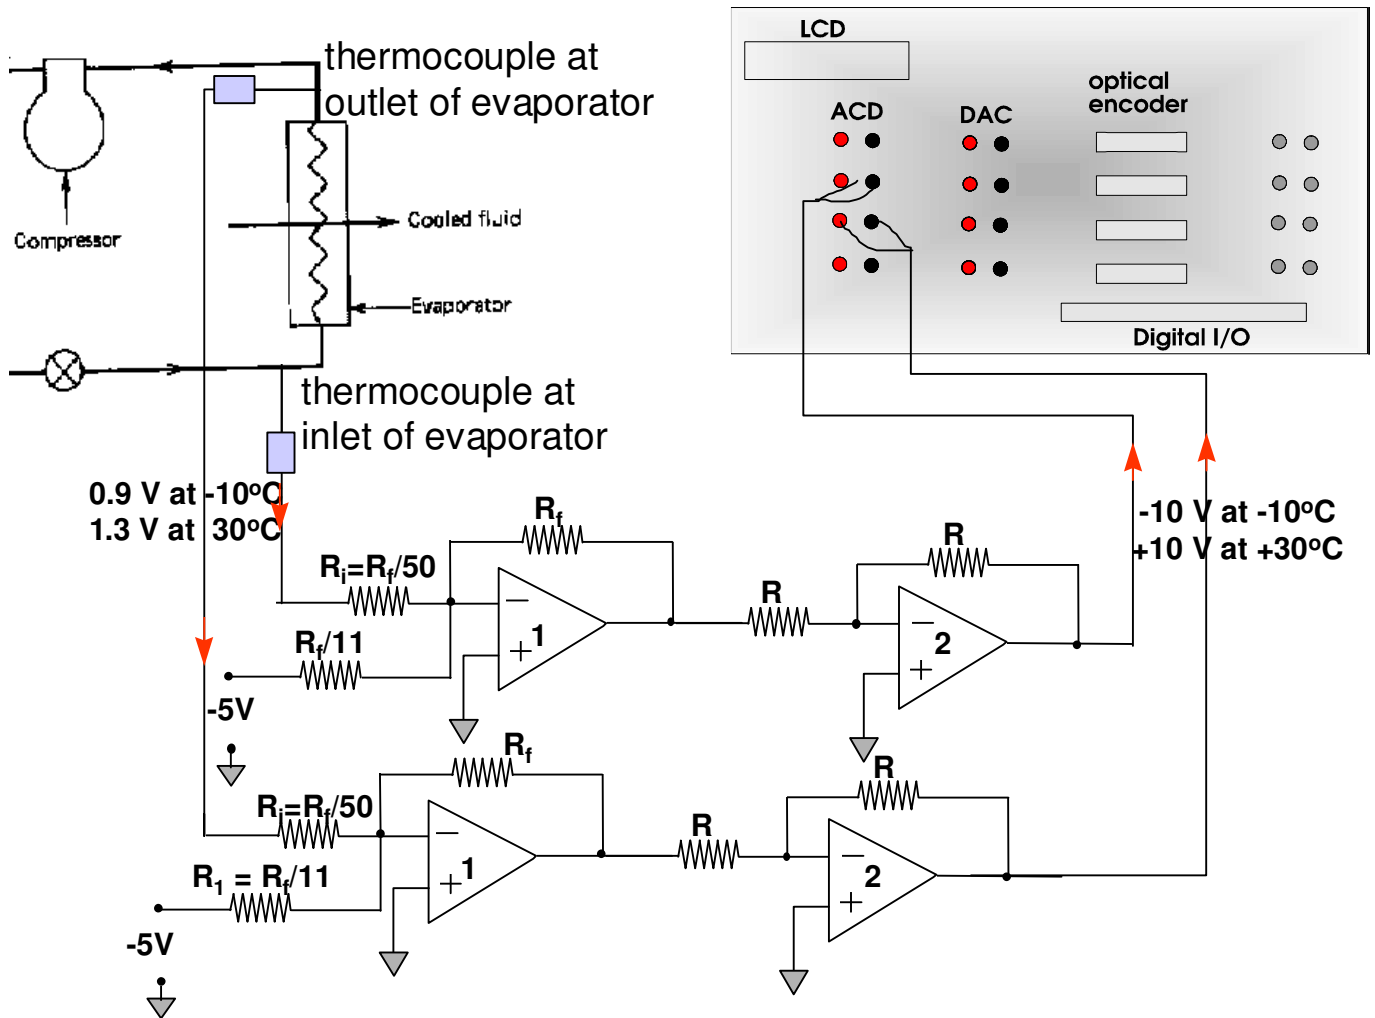 thermocouple at
outlet of evaporator
Compressor
Cooled fluid
Evaporator
thermocouple at
inlet of evaporator
LCD
ACD
DAC
optical
encoder
Digital I/O
0.9 V at -10ºC
1.3 V at 30ºC
-10 V at -10ºC
+10 V at +30ºC
Rf
Ri=Rf/50
Rf/11
-5V
1
+
R
R
2
+
Rf
Ri=Rf/50
R1 = Rf/11
-5V
1
+
R
R
2
+